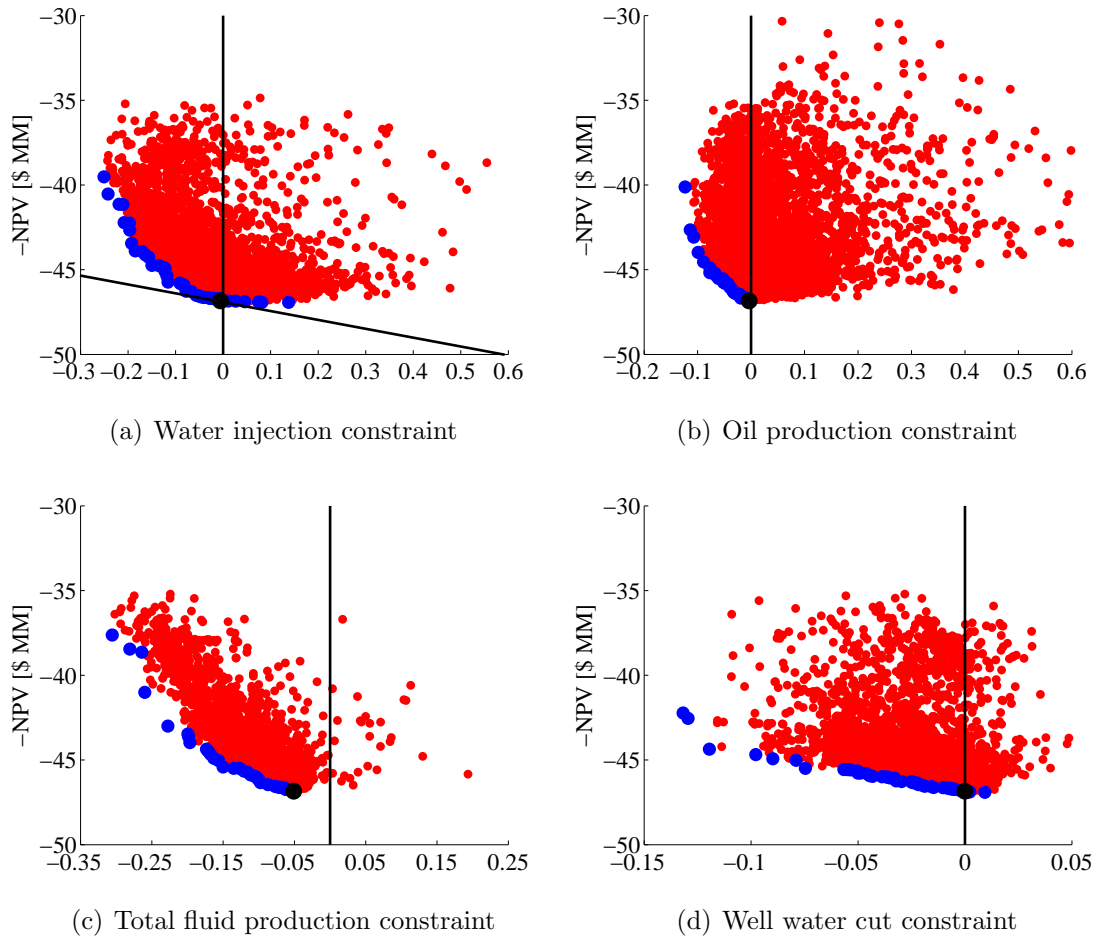 −30
−35
−40
−45
−50
−NPV [$ MM]
−0.3 −0.2 −0.1 0 0.1 0.2 0.3 0.4 0.5 0.6
(a) Water injection constraint
−30
−35
−40
−45
−50
−NPV [$ MM]
−0.2 −0.1 0 0.1 0.2 0.3 0.4 0.5 0.6
(b) Oil production constraint
−30
−35
−40
−45
−50
−NPV [$ MM]
−0.35 −0.25 −0.15 −0.05 0.05 0.15 0.25
(c) Total fluid production constraint
−30
−35
−40
−45
−50
−NPV [$ MM]
−0.15 −0.1 −0.05 0 0.05
(d) Well water cut constraint